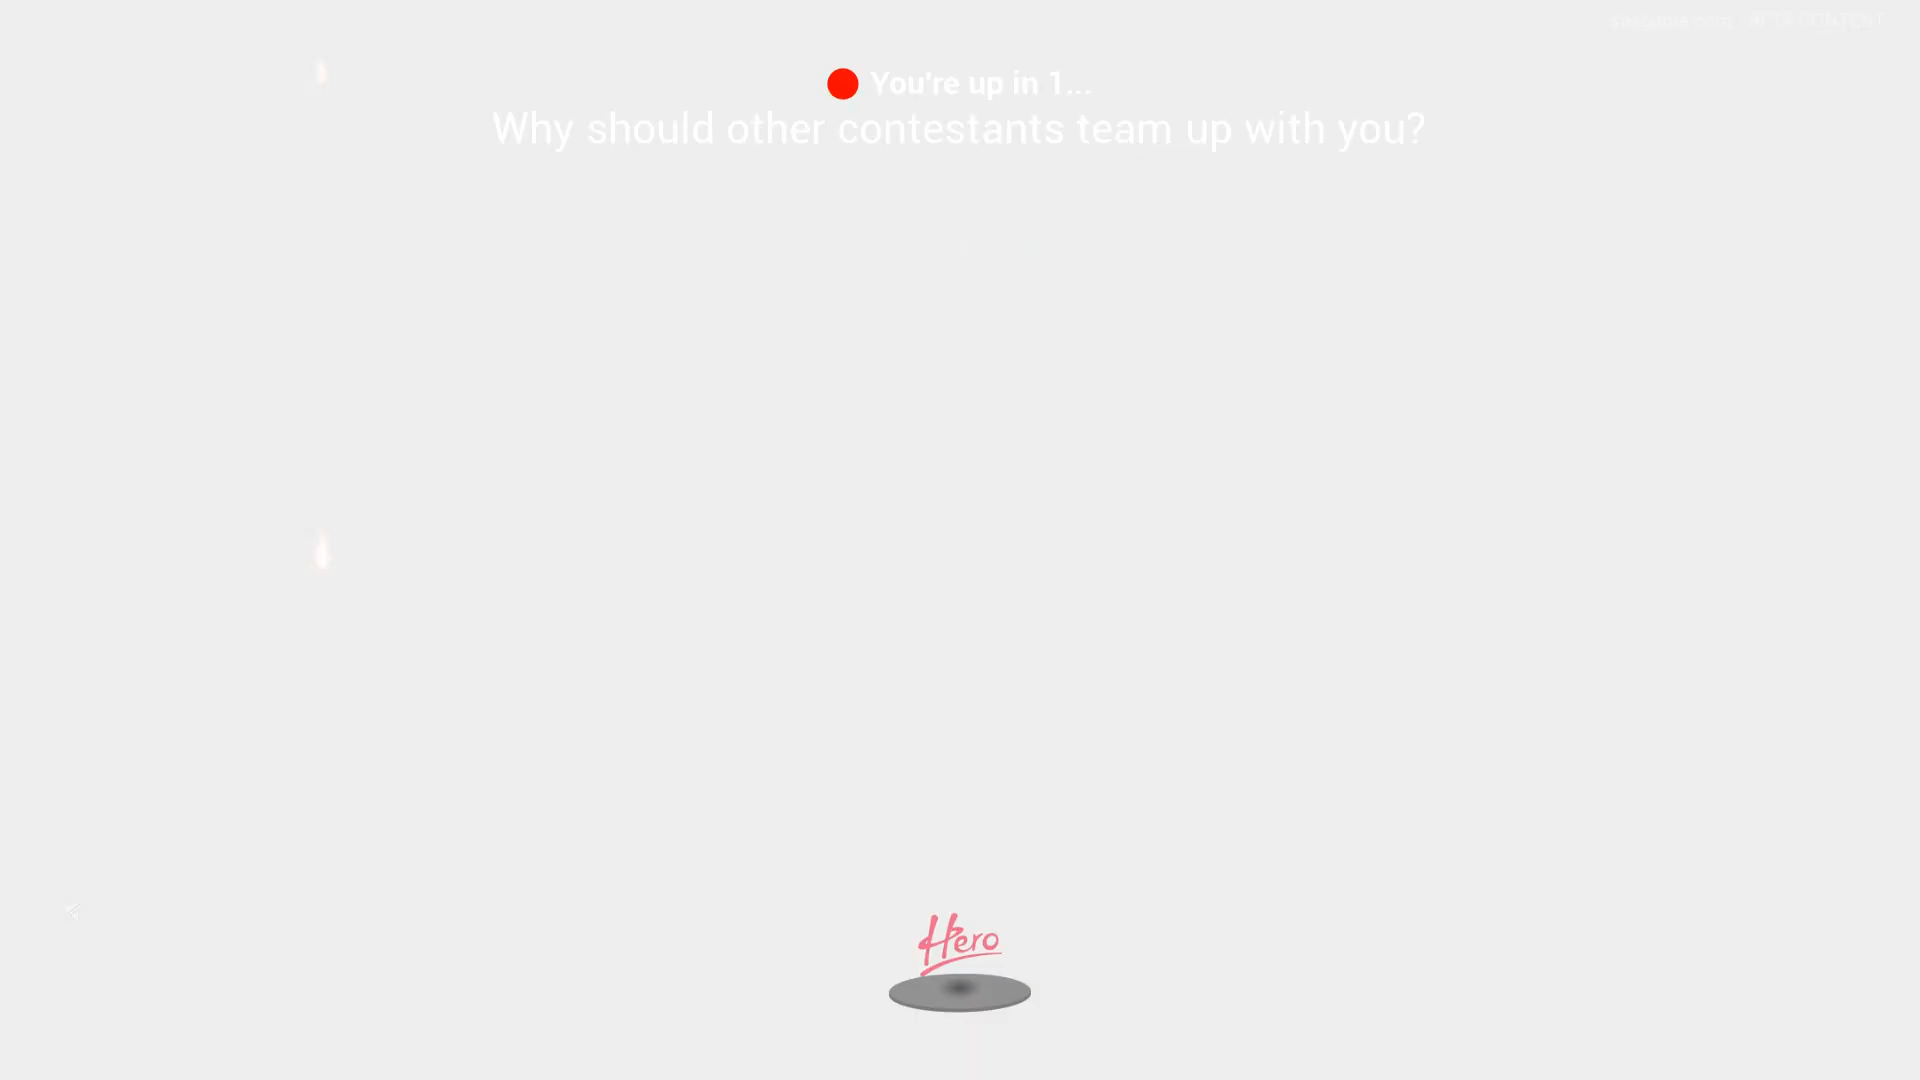 You're up in 1...
Why should other contestants team up with you?
Hero